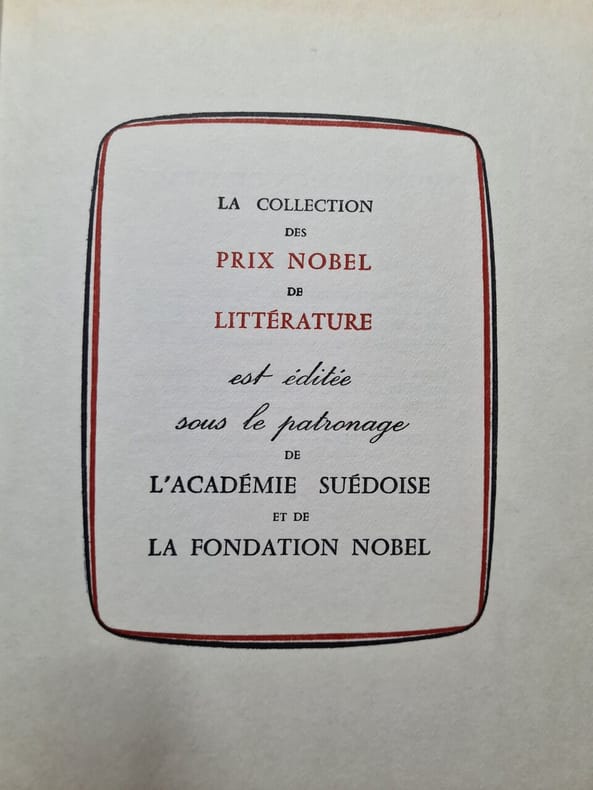 LA COLLECTION
DES
PRIX NOBEL
DE
LITTÉRATURE
est éditée
sous le patronage
DE
L'ACADÉMIE SUÉDOISE
ET DE
LA FONDATION NOBEL